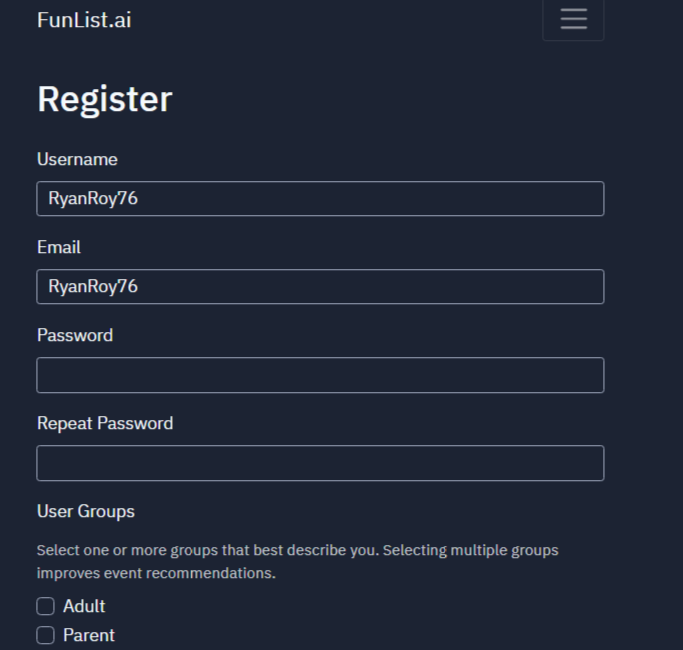 FunList.ai
Register
Username
RyanRoy76
Email
RyanRoy76
Password
Repeat Password
User Groups
Select one or more groups that best describe you. Selecting multiple groups
improves event recommendations.
Adult
Parent